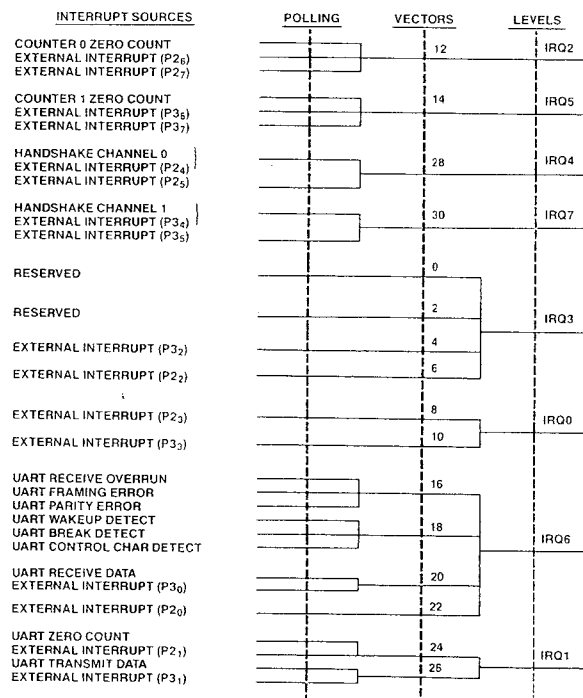 INTERRUPT SOURCES POLLING VECTORS LEVELS
COUNTER 0 ZERO COUNT 12 IRQ2
EXTERNAL INTERRUPT (P2₆)
EXTERNAL INTERRUPT (P2₇)
COUNTER 1 ZERO COUNT 14 IRQ5
EXTERNAL INTERRUPT (P3₆)
EXTERNAL INTERRUPT (P3₇)
HANDSHAKE CHANNEL 0 28 IRQ4
EXTERNAL INTERRUPT (P2₄)
EXTERNAL INTERRUPT (P2₅)
HANDSHAKE CHANNEL 1 30 IRQ7
EXTERNAL INTERRUPT (P3₄)
EXTERNAL INTERRUPT (P3₅)
RESERVED 0
RESERVED 2 IRQ3
EXTERNAL INTERRUPT (P3₂) 4
EXTERNAL INTERRUPT (P2₂) 6
EXTERNAL INTERRUPT (P2₃) 8 IRQ0
EXTERNAL INTERRUPT (P3₃) 10
UART RECEIVE OVERRUN 16
UART FRAMING ERROR
UART PARITY ERROR
UART WAKEUP DETECT 18
UART BREAK DETECT IRQ6
UART CONTROL CHAR DETECT
UART RECEIVE DATA 20
EXTERNAL INTERRUPT (P3₀)
EXTERNAL INTERRUPT (P2₀) 22
UART ZERO COUNT 24
EXTERNAL INTERRUPT (P2₁) IRQ1
UART TRANSMIT DATA 26
EXTERNAL INTERRUPT (P3₁)